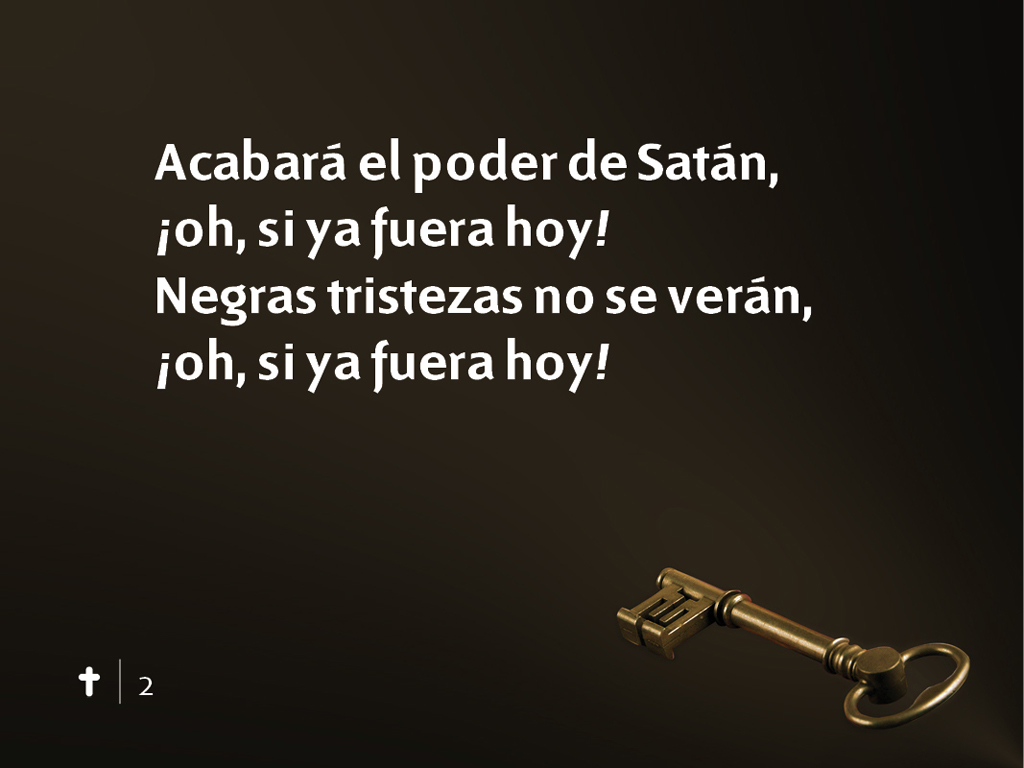 Acabará el poder de Satán,
¡oh, si ya fuera hoy!
Negras tristezas no se verán,
¡oh, si ya fuera hoy!
2